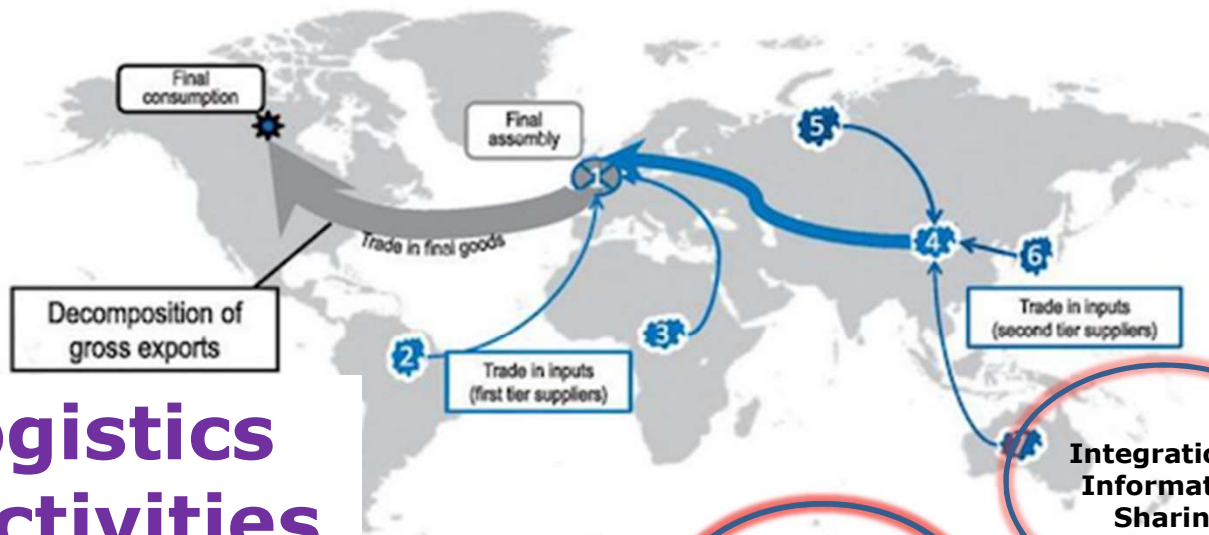 Final
consumption
Final
assembly
5
1
4
6
Trade in final goods
Decomposition of
gross exports
2
3
Trade in inputs
(first tier suppliers)
Trade in inputs
(second tier suppliers)
ogistics
ctivities
Integratio
Informat
Sharin